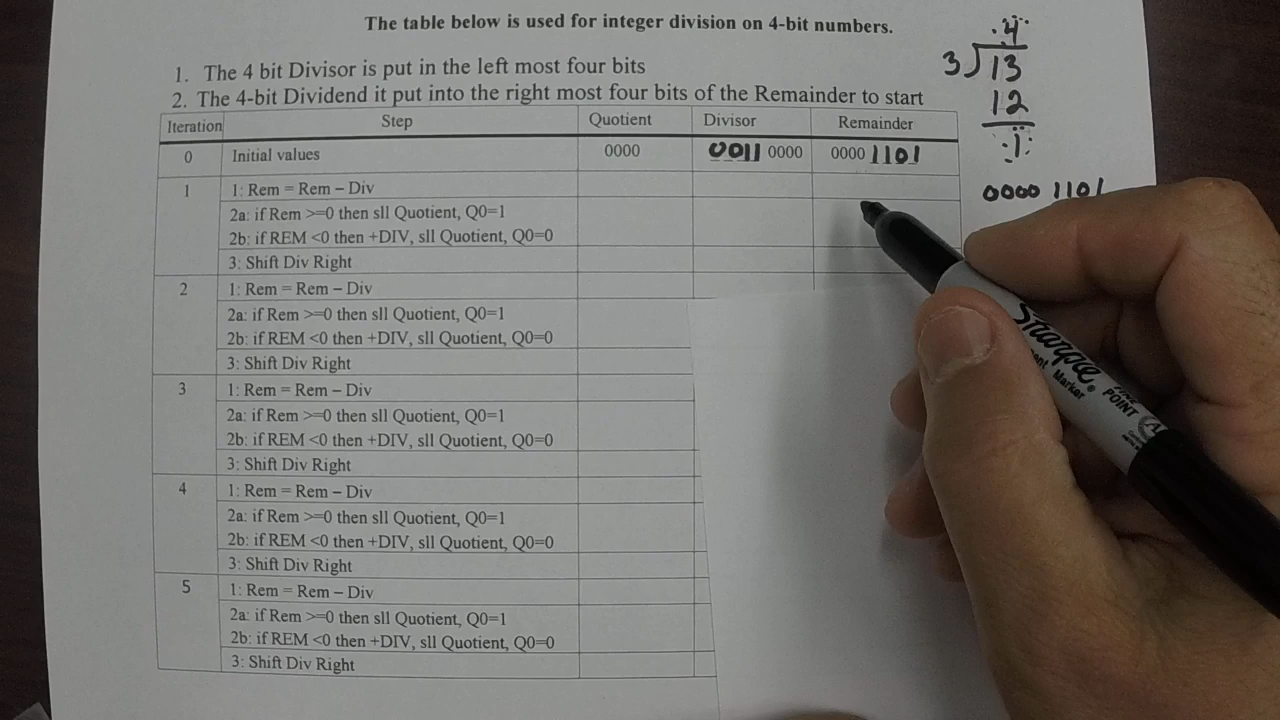 The table below is used for integer division on 4-bit numbers.
1. The 4 bit Divisor is put in the left most four bits
2. The 4-bit Dividend it put into the right most four bits of the Remainder to start
Iteration Step Quotient Divisor Remainder
0 Initial values 0000 0011 0000 0000 1101
1 1: Rem = Rem – Div
2a: if Rem >=0 then sll Quotient, Q0=1
2b: if REM <0 then +DIV, sll Quotient, Q0=0
3: Shift Div Right
2 1: Rem = Rem – Div
2a: if Rem >=0 then sll Quotient, Q0=1
2b: if REM <0 then +DIV, sll Quotient, Q0=0
3: Shift Div Right
3 1: Rem = Rem – Div
2a: if Rem >=0 then sll Quotient, Q0=1
2b: if REM <0 then +DIV, sll Quotient, Q0=0
3: Shift Div Right
4 1: Rem = Rem – Div
2a: if Rem >=0 then sll Quotient, Q0=1
2b: if REM <0 then +DIV, sll Quotient, Q0=0
3: Shift Div Right
5 1: Rem = Rem – Div
2a: if Rem >=0 then sll Quotient, Q0=1
2b: if REM <0 then +DIV, sll Quotient, Q0=0
3: Shift Div Right
4
3 13
12
1
0000 1101
Sharpie
Marker
FINE
POINT